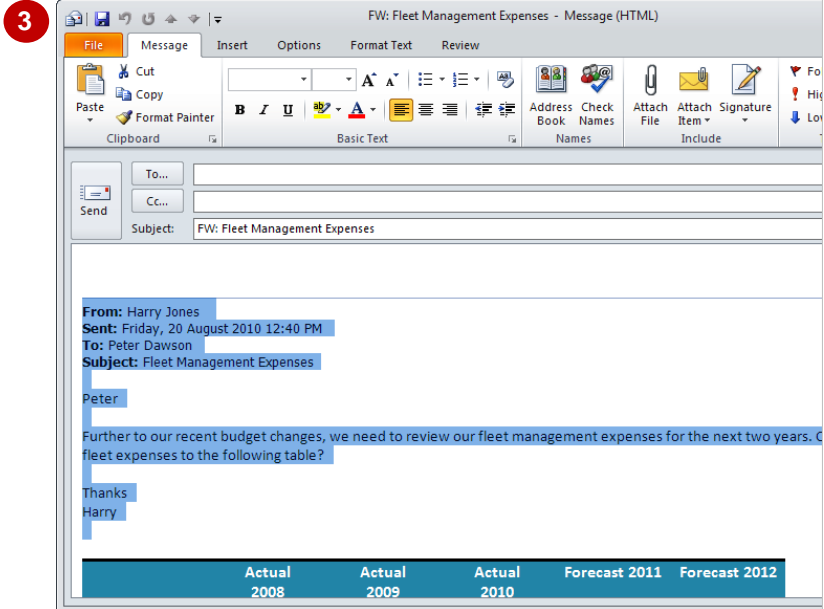 3
FW: Fleet Management Expenses - Message (HTML)
File Message Insert Options Format Text Review
Paste
Cut
Copy
Format Painter
Clipboard
A A
B I U ab A
Basic Text
Address Book
Check Names
Names
Attach File
Attach Item
Signature
Include
Send
To...
Cc...
Subject: FW: Fleet Management Expenses
From: Harry Jones
Sent: Friday, 20 August 2010 12:40 PM
To: Peter Dawson
Subject: Fleet Management Expenses
Peter
Further to our recent budget changes, we need to review our fleet management expenses for the next two years.
fleet expenses to the following table?
Thanks
Harry
Actual Actual Actual Forecast 2011 Forecast 2012
2008 2009 2010